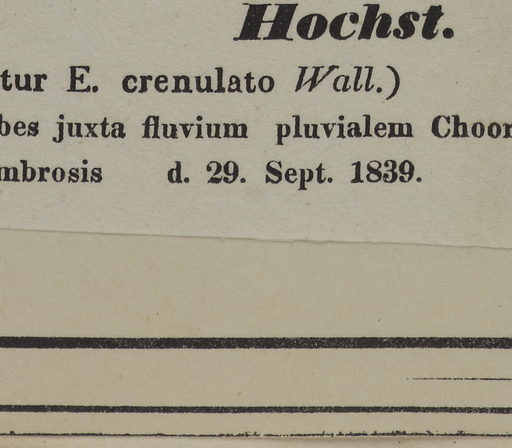 Hochst.
tur E. crenulato Wall.)
bes juxta fluvium pluvialem Choor
mbrosis d. 29. Sept. 1839.